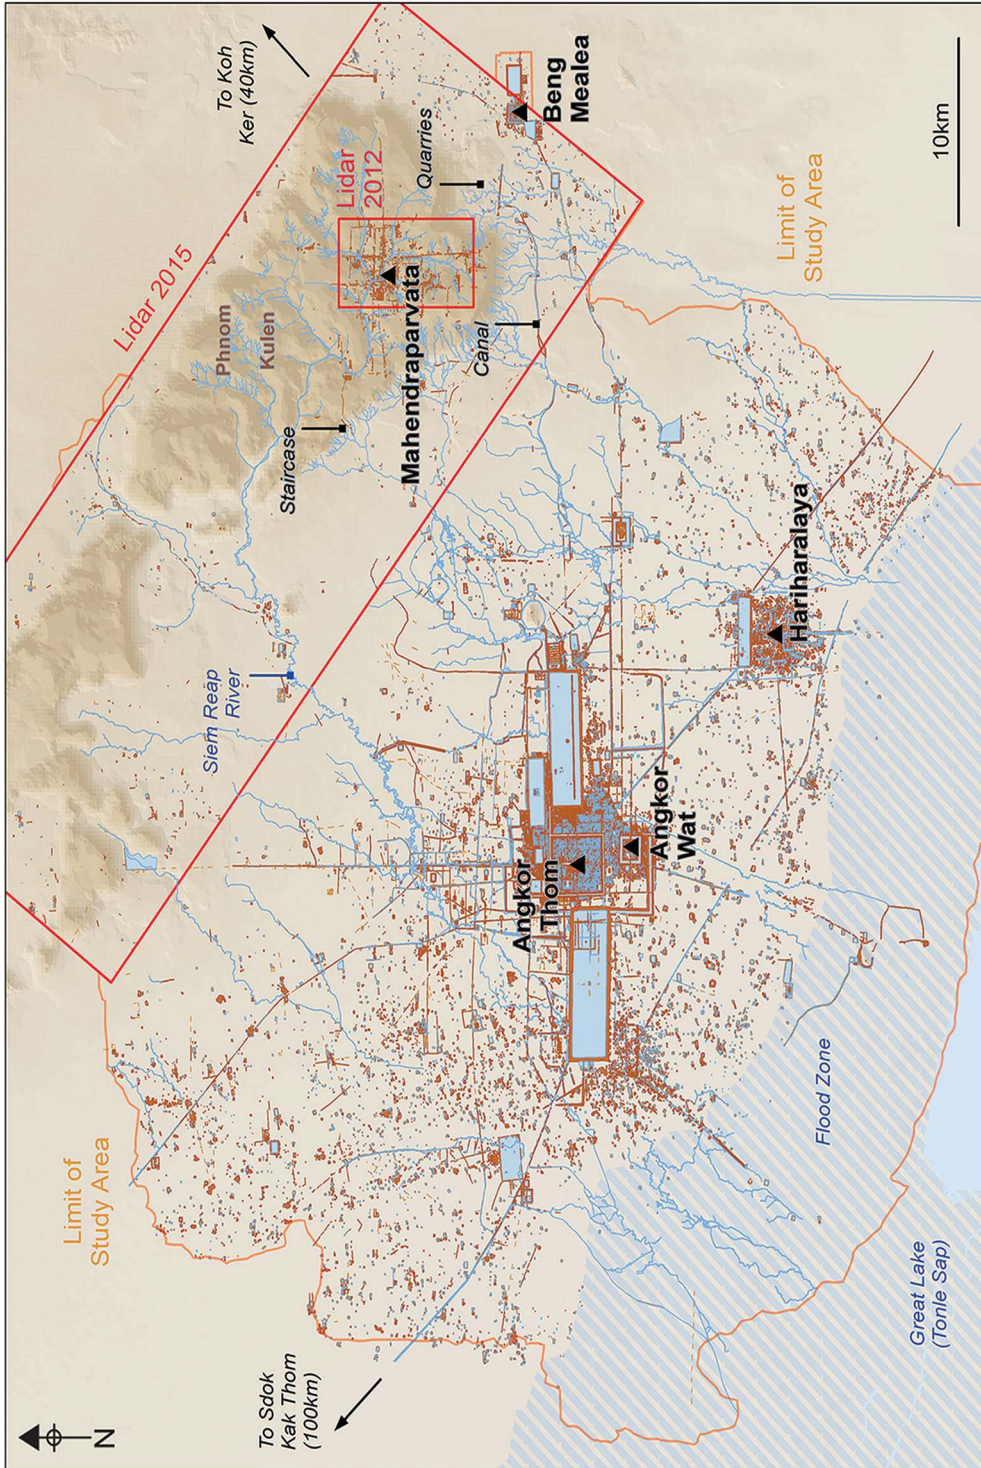 N
To Sdok
Kak Thom
(100km)
Limit of
Study Area
Siem Reap
River
Staircase
Phnom
Kulen
Lidar 2015
To Koh
Ker (40km)
Lidar
2012
Quarries
Beng
Mealea
Mahendraparvata
Canal
Limit of
Study Area
10km
Angkor
Thom
Angkor
Wat
Hariharalaya
Flood Zone
Great Lake
(Tonle Sap)